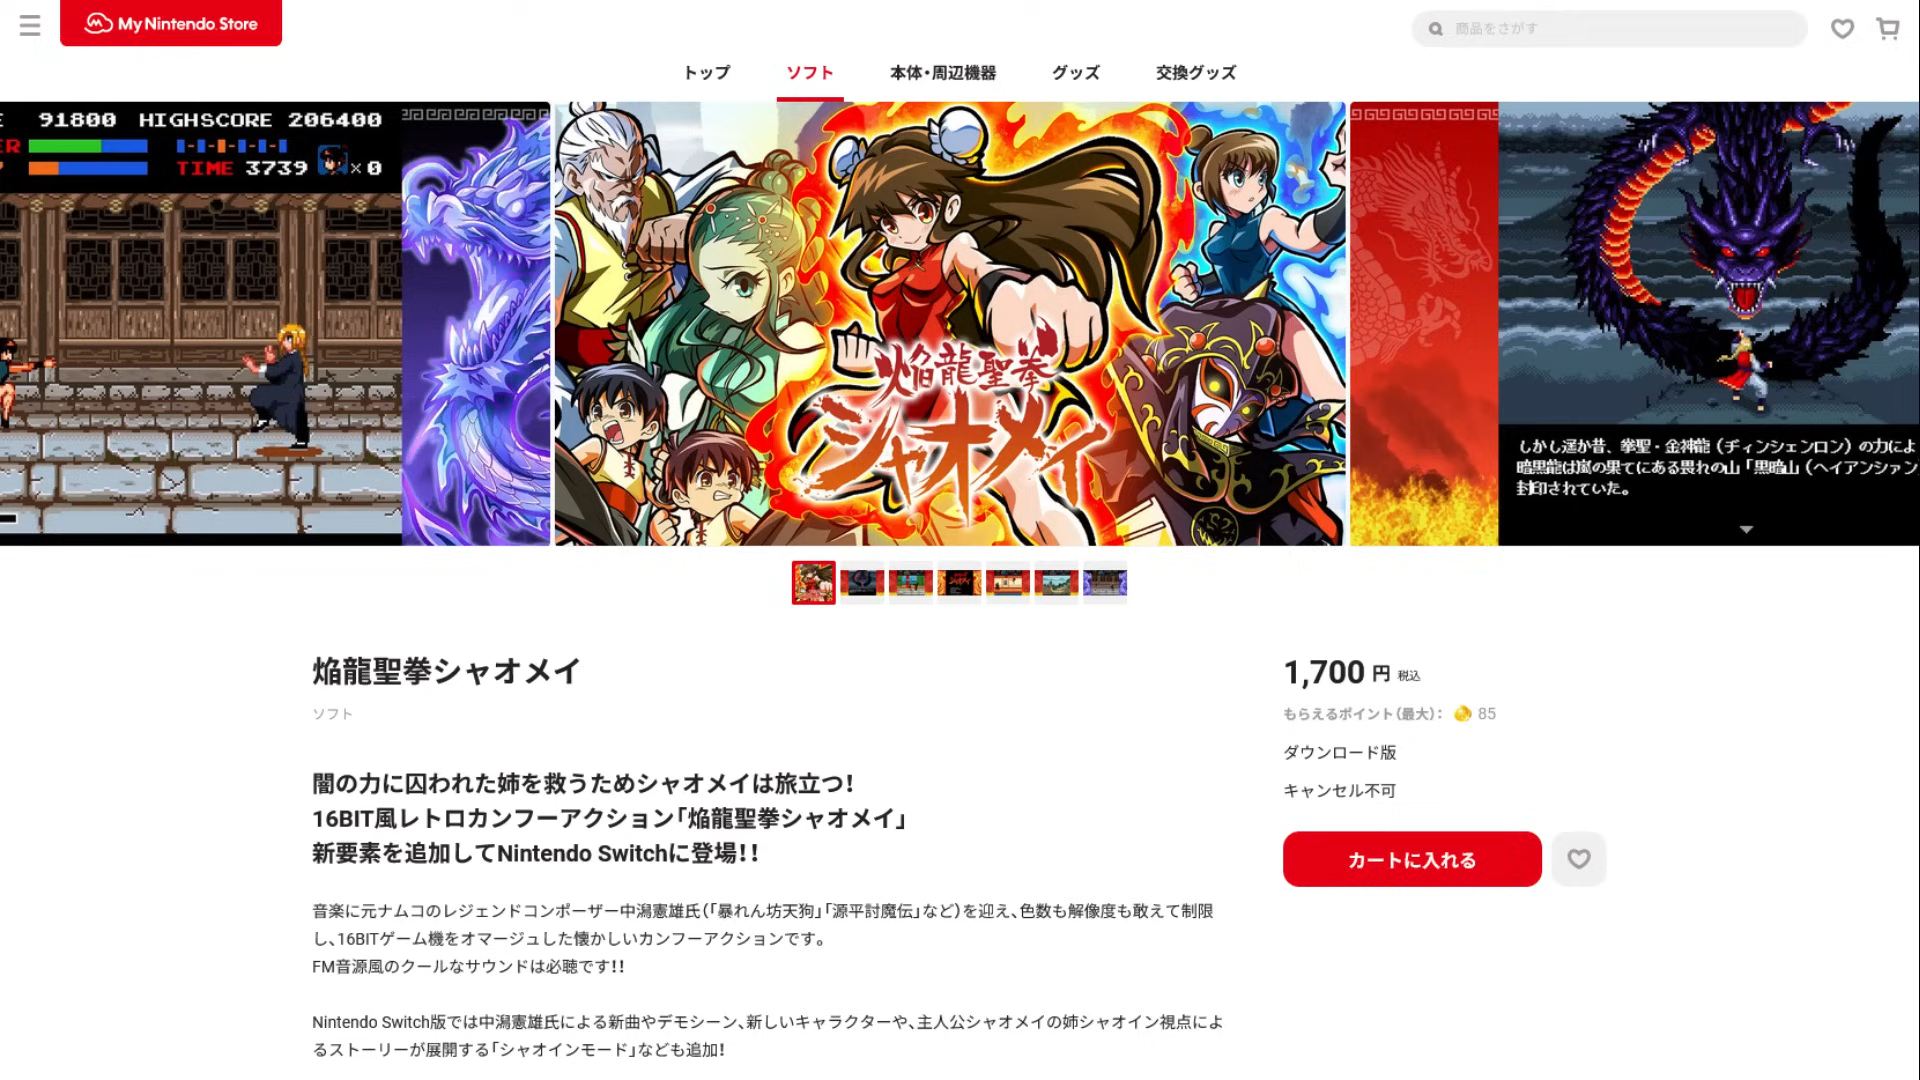 My Nintendo Store
商品をさがす
トップ
ソフト
本体・周辺機器
グッズ
交換グッズ
91800 HIGHSCORE 206400
TIME 3739 × 0
焔龍聖拳
シャオメイ
しかし遥か昔、拳聖・金神龍（チィンシェンロン）の力によ
暗黒龍は嵐の果てにある畏れの山「黒暗山（ヘイアンシャン
封印されていた。
焔龍聖拳シャオメイ
ソフト
闇の力に囚われた姉を救うためシャオメイは旅立つ！
16BIT風レトロカンフーアクション「焔龍聖拳シャオメイ」
新要素を追加してNintendo Switchに登場！！
音楽に元ナムコのレジェンドコンポーザー中潟憲雄氏（「暴れん坊天狗」「源平討魔伝」など）を迎え、色数も解像度も敢えて制限
し、16BITゲーム機をオマージュした懐かしいカンフーアクションです。
FM音源風のクールなサウンドは必聴です！！
Nintendo Switch版では中潟憲雄氏による新曲やデモシーン、新しいキャラクターや、主人公シャオメイの姉シャオイン視点によ
るストーリーが展開する「シャオインモード」なども追加！
1,700 円 税込
もらえるポイント（最大）： 85
ダウンロード版
キャンセル不可
カートに入れる